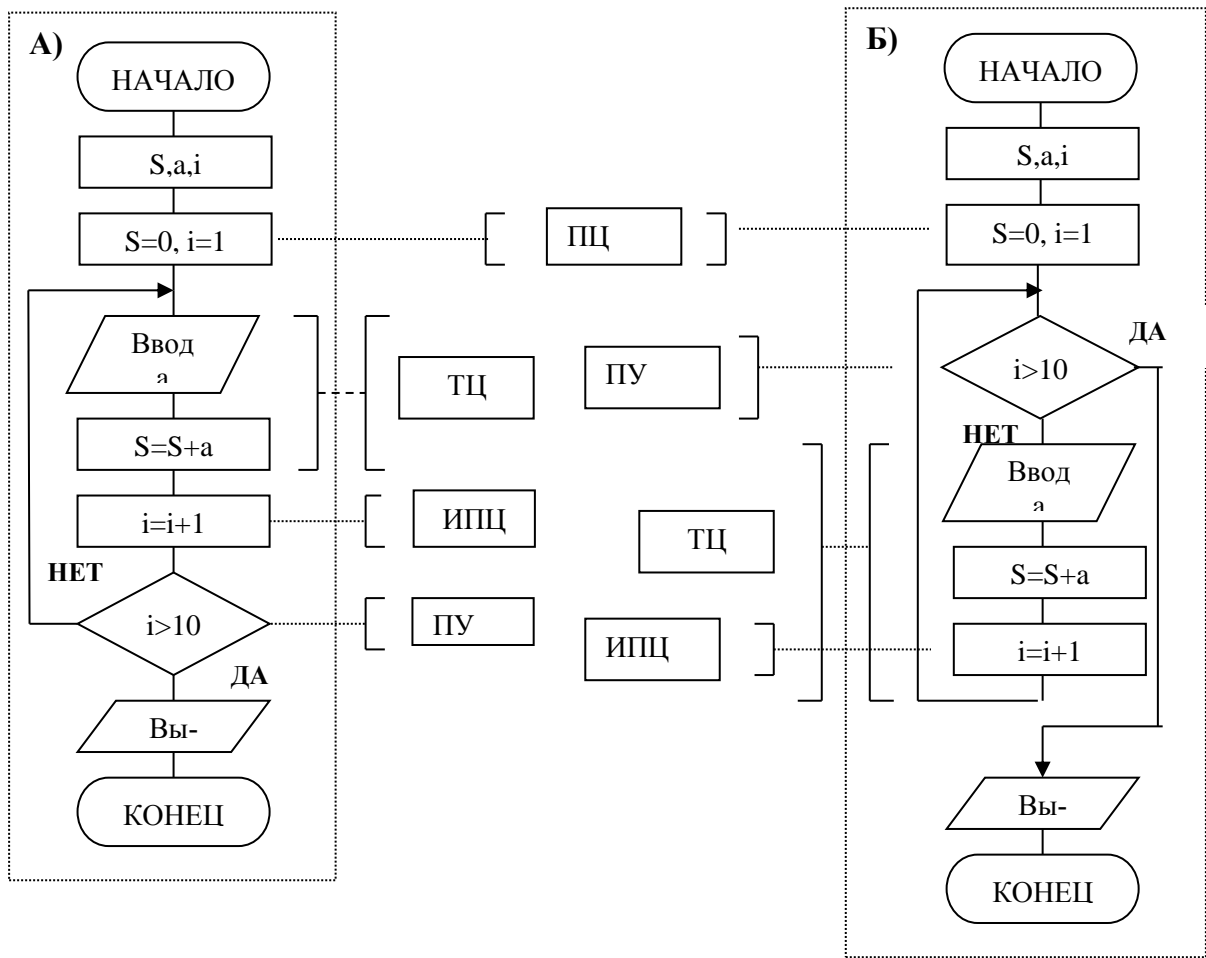 А)
НАЧАЛО
S,a,i
S=0, i=1
Ввод
а
S=S+a
i=i+1
НЕТ
i>10
ДА
Вы-
КОНЕЦ
ПЦ
ТЦ
ИПЦ
ПУ
ПУ
ТЦ
ИПЦ
Б)
НАЧАЛО
S,a,i
S=0, i=1
ДА
i>10
НЕТ
Ввод
а
S=S+a
i=i+1
Вы-
КОНЕЦ